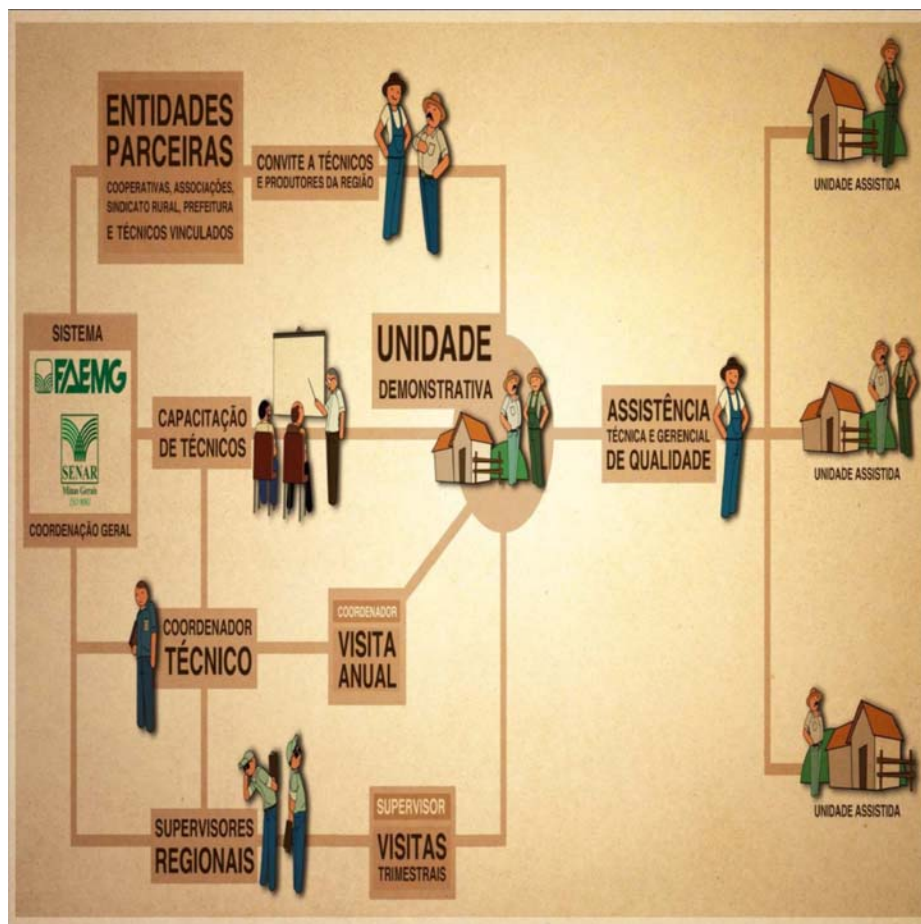 ENTIDADES
PARCEIRAS
COOPERATIVAS, ASSOCIAÇÕES,
SINDICATO RURAL, PREFEITURA
E TÉCNICOS VINCULADOS
CONVITE A TÉCNICOS
E PRODUTORES DA REGIÃO
UNIDADE ASSISTIDA
SISTEMA
FAEMG
SENAR
Minas Gerais
ISO 9001
COORDENAÇÃO GERAL
CAPACITAÇÃO
DE TÉCNICOS
UNIDADE
DEMONSTRATIVA
ASSISTÊNCIA
TÉCNICA E GERENCIAL
DE QUALIDADE
UNIDADE ASSISTIDA
COORDENADOR
TÉCNICO
COORDENADOR
VISITA
ANUAL
SUPERVISORES
REGIONAIS
SUPERVISOR
VISITAS
TRIMESTRAIS
UNIDADE ASSISTIDA